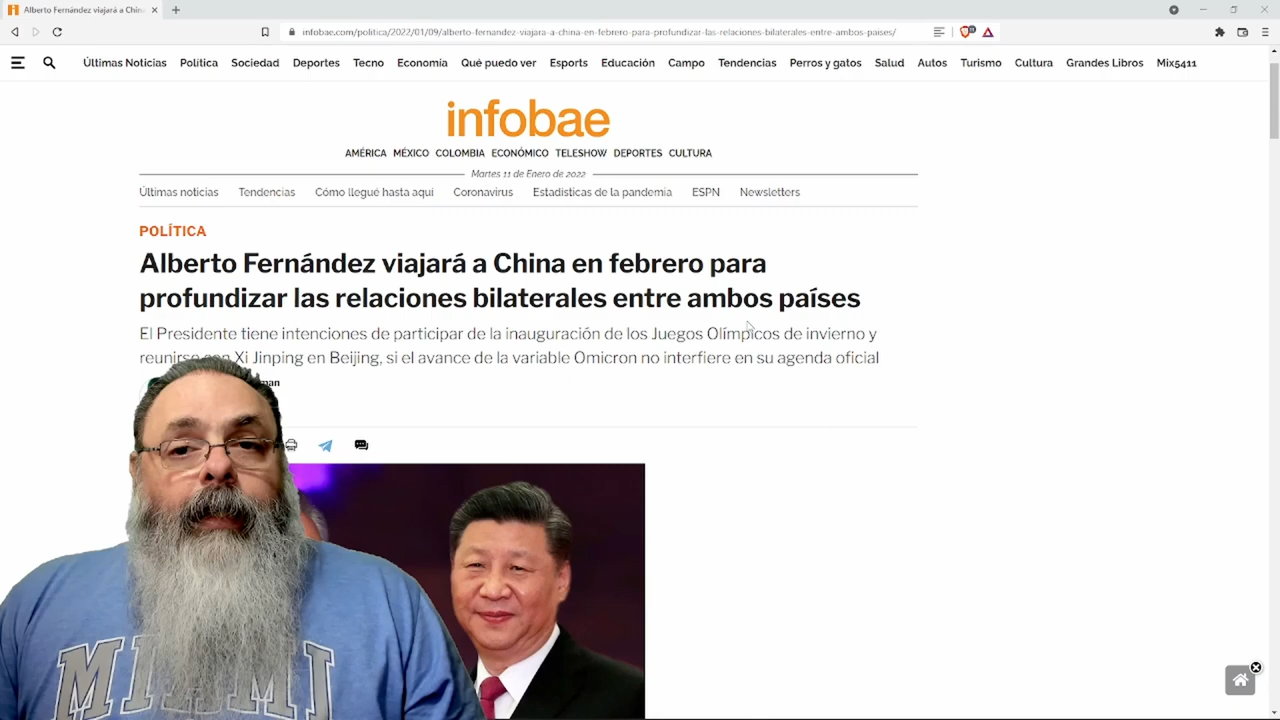 Alberto Fernández viajará a Chin
infobae.com/politica/2022/01/09/alberto-fernandez-viajara-a-china-en-febrero-para-profundizar-las-relaciones-bilaterales-entre-ambos-paises/
Últimas Noticias Política Sociedad Deportes Tecno Economía Qué puedo ver Esports Educación Campo Tendencias Perros y gatos Salud Autos Turismo Cultura Grandes Libros Mix5411
infobae
AMÉRICA MÉXICO COLOMBIA ECONÓMICO TELESHOW DEPORTES CULTURA
Martes 11 de Enero de 2022
Últimas noticias Tendencias Cómo llegué hasta aquí Coronavirus Estadísticas de la pandemia ESPN Newsletters
POLÍTICA
Alberto Fernández viajará a China en febrero para
profundizar las relaciones bilaterales entre ambos países
El Presidente tiene intenciones de participar de la inauguración de los Juegos Olímpicos de invierno y
reunirse con Xi Jinping en Beijing, si el avance de la variable Omicron no interfiere en su agenda oficial
MIAMI